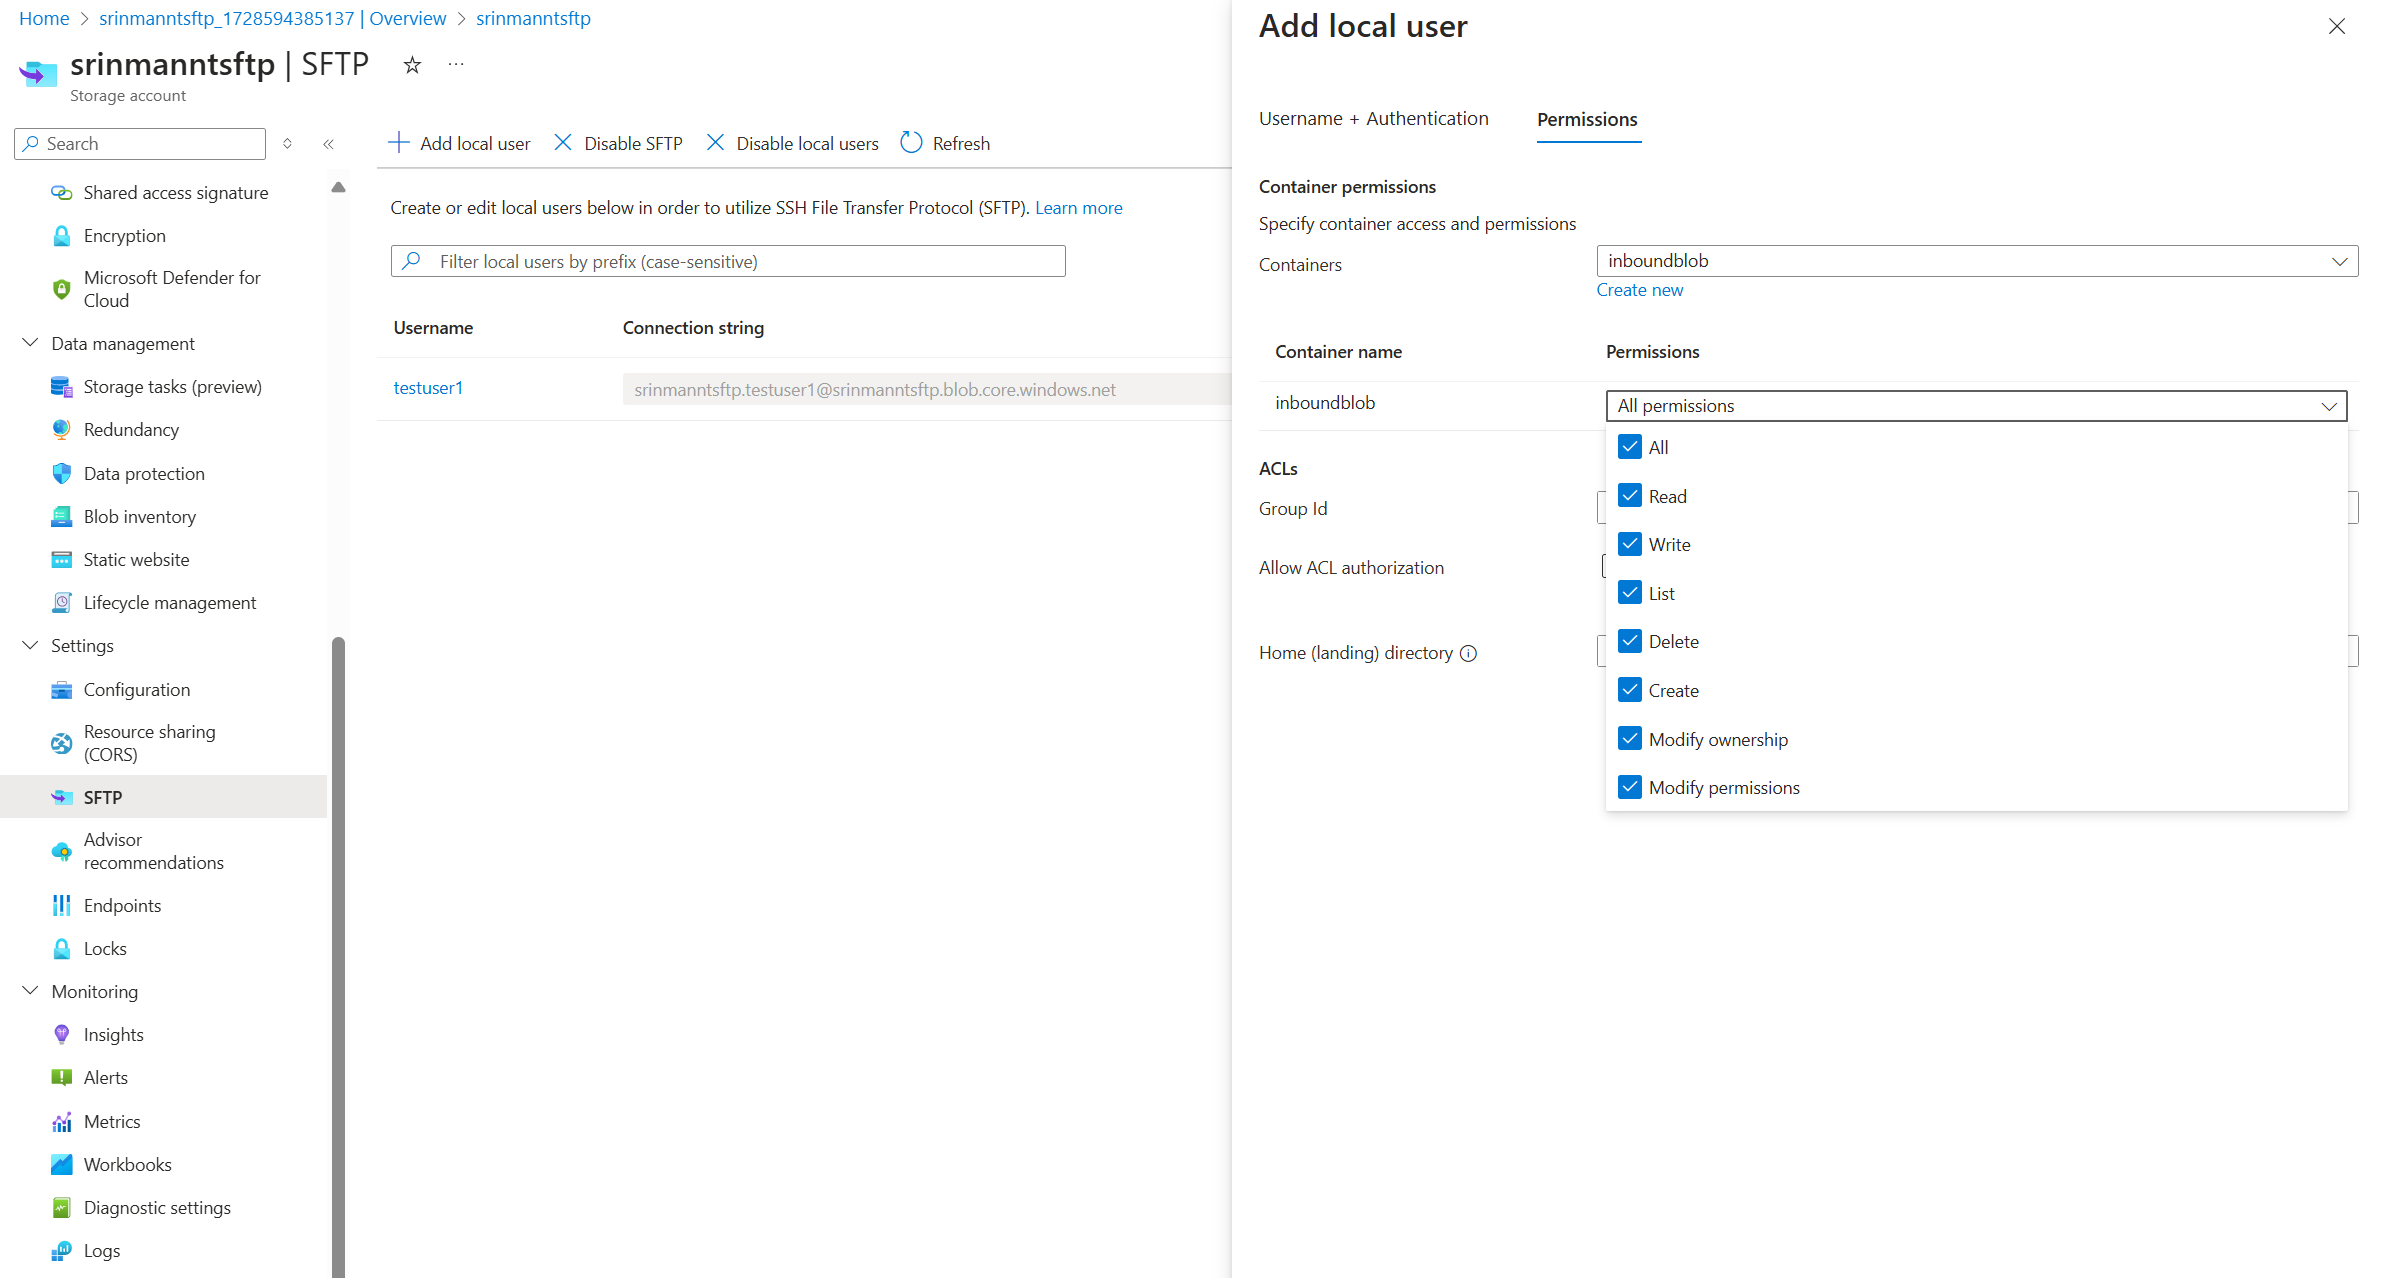 Home > srinmanntsftp_1728594385137 | Overview > srinmanntsftp
srinmanntsftp | SFTP ☆ ...
Storage account
Search
Shared access signature
Encryption
Microsoft Defender for
Cloud
Data management
Storage tasks (preview)
Redundancy
Data protection
Blob inventory
Static website
Lifecycle management
Settings
Configuration
Resource sharing
(CORS)
SFTP
Advisor
recommendations
Endpoints
Locks
Monitoring
Insights
Alerts
Metrics
Workbooks
Diagnostic settings
Logs
Add local user Disable SFTP Disable local users Refresh
Create or edit local users below in order to utilize SSH File Transfer Protocol (SFTP). Learn more
Filter local users by prefix (case-sensitive)
Username Connection string
testuser1 srinmanntsftp.testuser1@srinmanntsftp.blob.core.windows.net
Add local user
Username + Authentication Permissions
Container permissions
Specify container access and permissions
Containers inboundblob
Create new
Container name Permissions
inboundblob All permissions
All
Read
Write
List
Delete
Create
Modify ownership
Modify permissions
ACLs
Group Id
Allow ACL authorization
Home (landing) directory